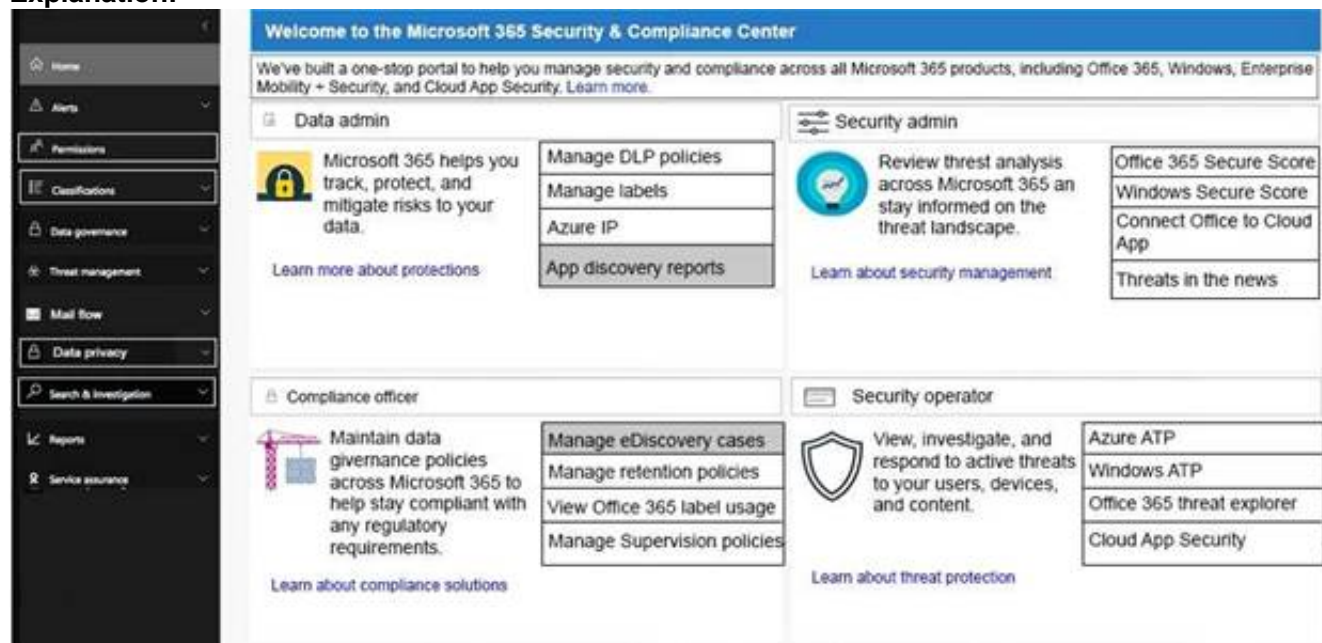 Explanation:
Welcome to the Microsoft 365 Security & Compliance Center
We've built a one-stop portal to help you manage security and compliance across all Microsoft 365 products, including Office 365, Windows, Enterprise
Mobility + Security, and Cloud App Security. Learn more.
Home
Alerts
Permissions
Classifications
Data governance
Threat management
Mail flow
Data privacy
Search & investigation
Reports
Service assurance
Data admin
Microsoft 365 helps you
track, protect, and
mitigate risks to your
data.
Learn more about protections
Manage DLP policies
Manage labels
Azure IP
App discovery reports
Security admin
Review threst analysis
across Microsoft 365 an
stay informed on the
threat landscape.
Learn about security management
Office 365 Secure Score
Windows Secure Score
Connect Office to Cloud
App
Threats in the news
Compliance officer
Maintain data
governance policies
across Microsoft 365 to
help stay compliant with
any regulatory
requirements.
Learn about compliance solutions
Manage eDiscovery cases
Manage retention policies
View Office 365 label usage
Manage Supervision policies
Security operator
View, investigate, and
respond to active threats
to your users, devices,
and content.
Learn about threat protection
Azure ATP
Windows ATP
Office 365 threat explorer
Cloud App Security